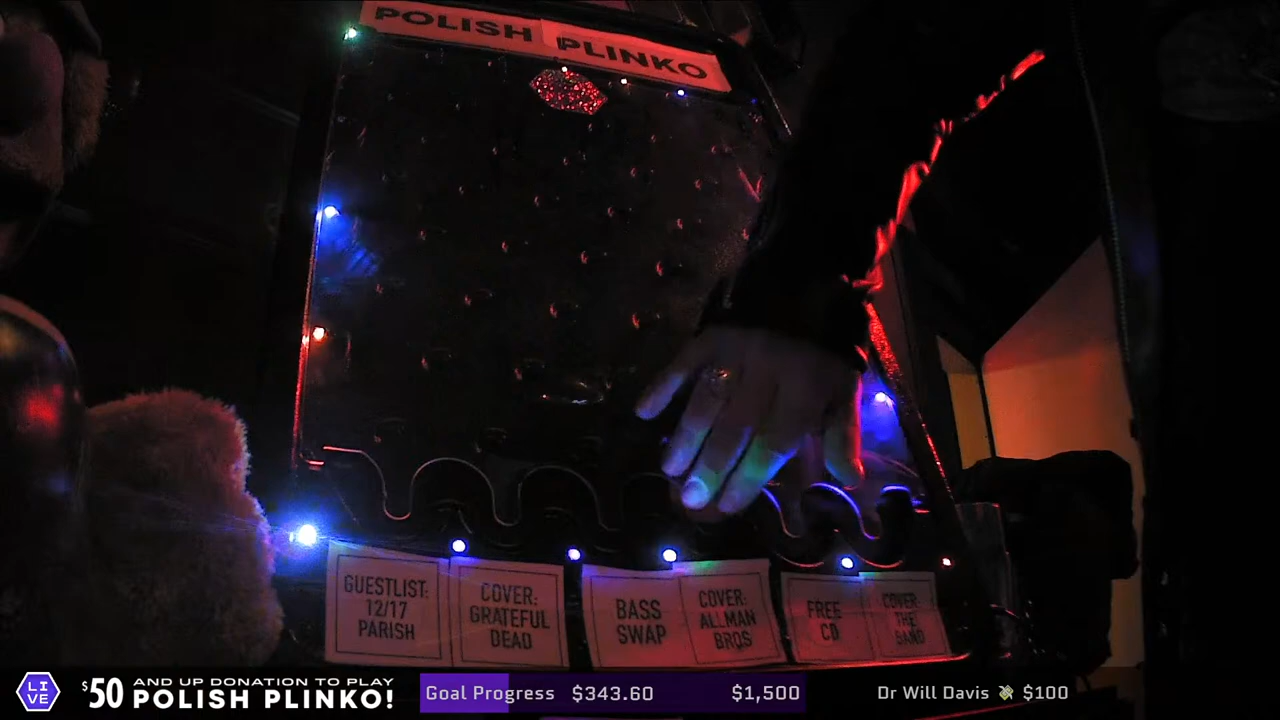 POLISH PLINKO
GUESTLIST:
12/17
PARISH
COVER:
GRATEFUL
DEAD
BASS
SWAP
COVER:
ALLMAN
BROS
FREE
CD
COVER:
THE
BAND
LIVE
$50 AND UP DONATION TO PLAY
POLISH PLINKO!
Goal Progress $343.60 $1,500
Dr Will Davis $100